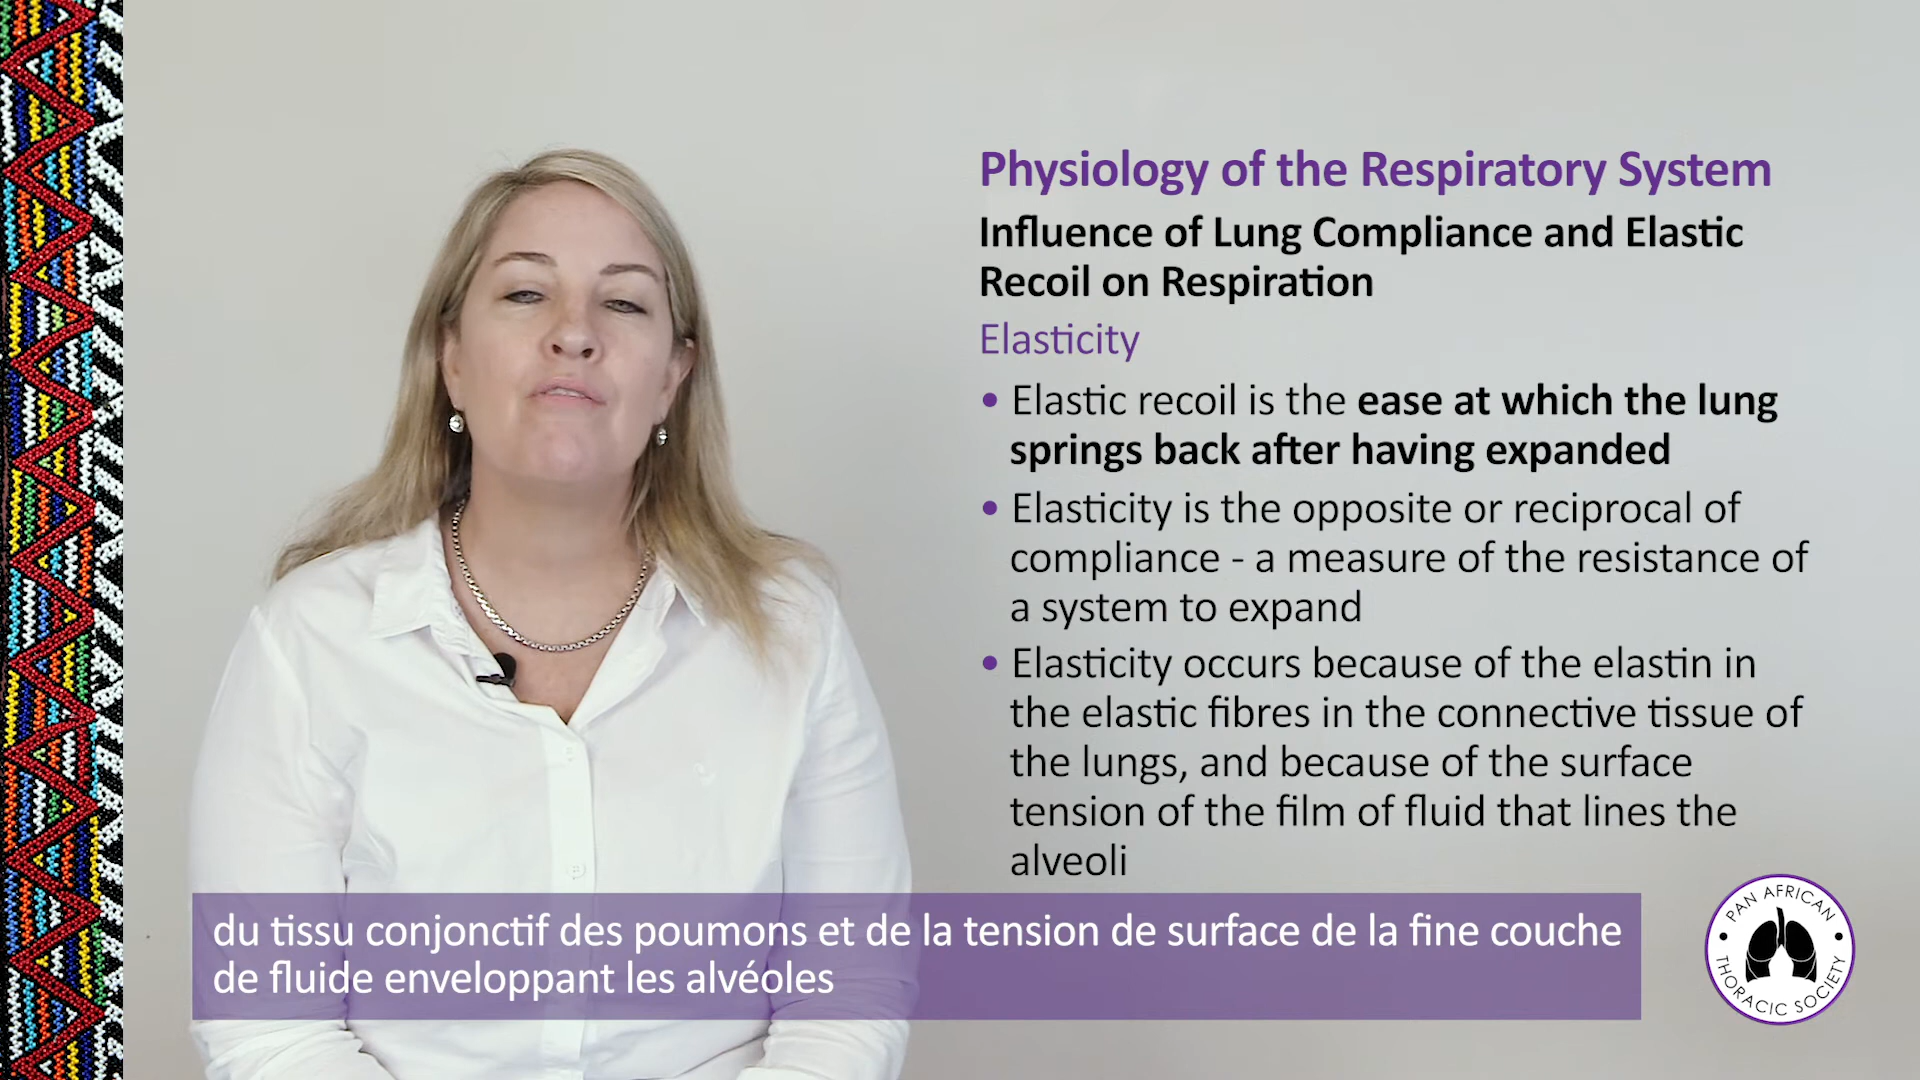 Physiology of the Respiratory System
Influence of Lung Compliance and Elastic
Recoil on Respiration
Elasticity
• Elastic recoil is the ease at which the lung
springs back after having expanded
• Elasticity is the opposite or reciprocal of
compliance - a measure of the resistance of
a system to expand
• Elasticity occurs because of the elastin in
the elastic fibres in the connective tissue of
the lungs, and because of the surface
tension of the film of fluid that lines the
alveoli
du tissu conjonctif des poumons et de la tension de surface de la fine couche
de fluide enveloppant les alvéoles
PAN AFRICAN
THORACIC SOCIETY